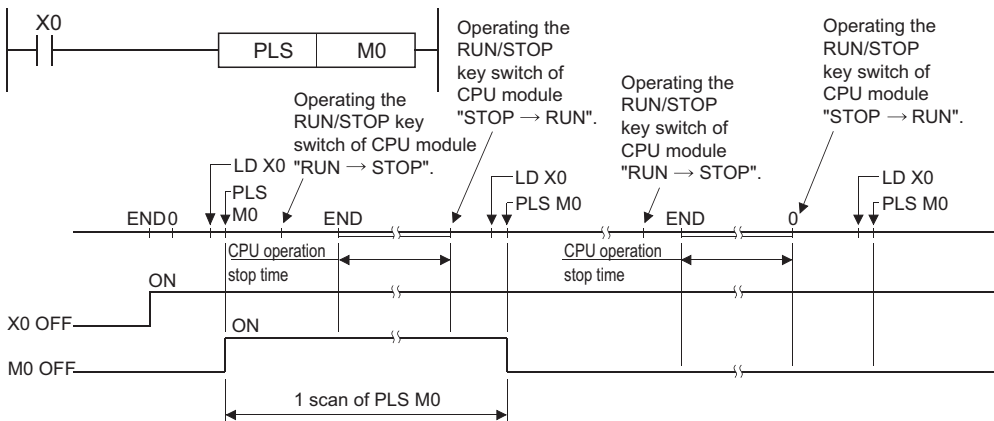 X0
PLS M0
Operating the
RUN/STOP key
switch of CPU module
"RUN → STOP".
Operating the
RUN/STOP
key switch of
CPU module
"STOP → RUN".
Operating the
RUN/STOP
key switch of
CPU module
"RUN → STOP".
Operating the
RUN/STOP
key switch of
CPU module
"STOP → RUN".
LD X0
PLS
M0
LD X0
PLS M0
LD X0
PLS M0
END 0
END
END
0
CPU operation
stop time
CPU operation
stop time
ON
X0 OFF
ON
M0 OFF
1 scan of PLS M0